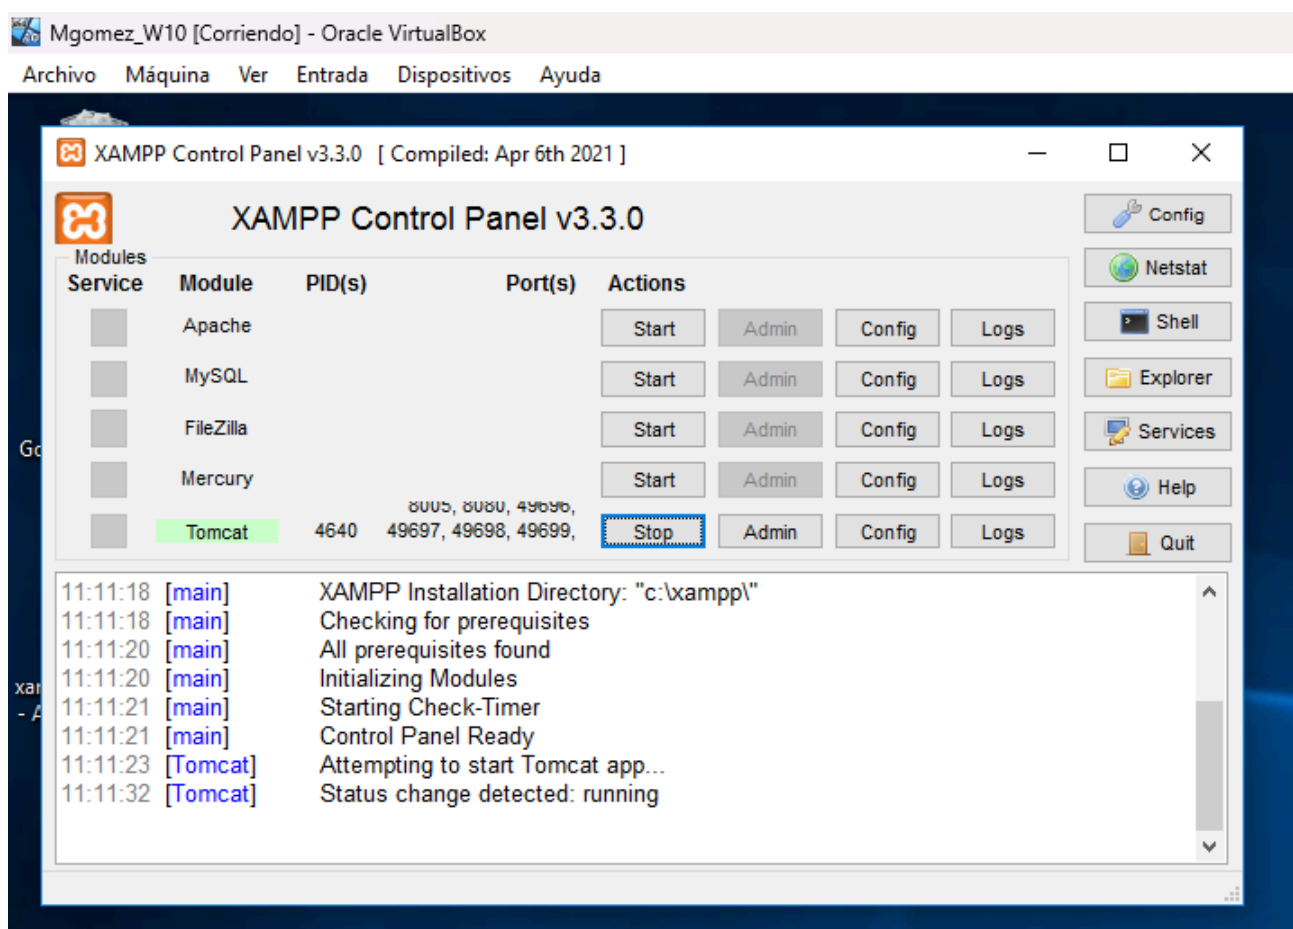 Mgomez_W10 [Corriendo] - Oracle VirtualBox
Archivo Máquina Ver Entrada Dispositivos Ayuda
XAMPP Control Panel v3.3.0 [ Compiled: Apr 6th 2021 ]
XAMPP Control Panel v3.3.0
Config
Modules
Service Module PID(s) Port(s) Actions
Netstat
Apache Start Admin Config Logs
Shell
MySQL Start Admin Config Logs
Explorer
FileZilla Start Admin Config Logs
Services
Mercury Start Admin Config Logs
Help
8005, 8080, 49696,
Tomcat 4640 49697, 49698, 49699, Stop Admin Config Logs
Quit
11:11:18 [main] XAMPP Installation Directory: "c:\xampp\"
11:11:18 [main] Checking for prerequisites
11:11:20 [main] All prerequisites found
11:11:20 [main] Initializing Modules
11:11:21 [main] Starting Check-Timer
11:11:21 [main] Control Panel Ready
11:11:23 [Tomcat] Attempting to start Tomcat app...
11:11:32 [Tomcat] Status change detected: running